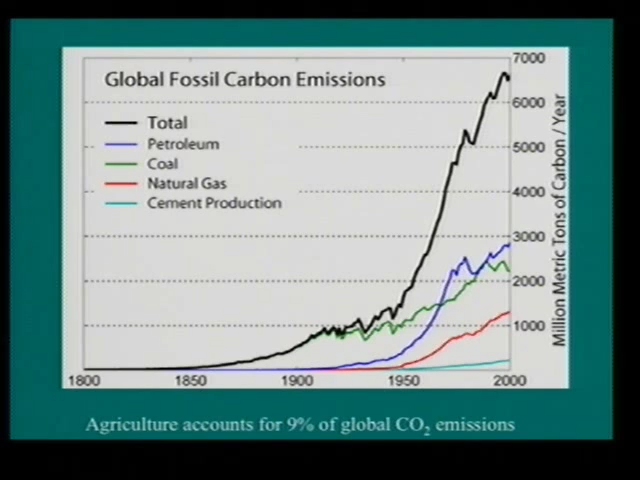 Global Fossil Carbon Emissions
Total
Petroleum
Coal
Natural Gas
Cement Production
7000
6000
5000
4000
3000
2000
1000
Million Metric Tons of Carbon / Year
1800
1850
1900
1950
2000
Agriculture accounts for 9% of global CO₂ emissions